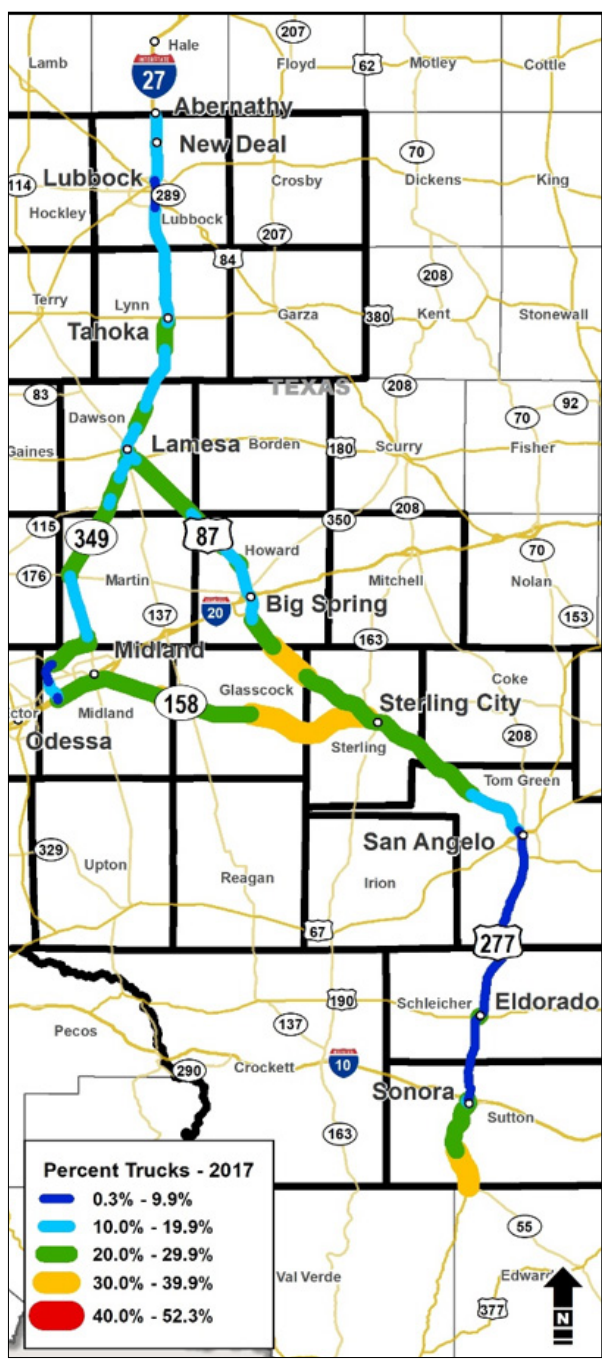 Hale
207
Lamb
Floyd
62
Motley
Cottle
INTERSTATE
27
Abernathy
New Deal
70
Lubbock
114
289
Crosby
Dickens
King
Hockley
Lubbock
207
84
208
Terry
Lynn
Garza
380
Kent
Stonewall
Tahoka
TEXAS
83
208
92
70
Dawson
Gaines
Lamesa
Borden
180
Scurry
Fisher
115
349
87
350
208
Howard
70
176
Martin
Mitchell
Nolan
137
20
Big Spring
153
163
Midland
Glasscock
Coke
ctor
Midland
158
Sterling City
Odessa
Sterling
208
Tom Green
San Angelo
329
Upton
Reagan
Irion
67
277
190
Schleicher
Eldorado
Pecos
137
290
Crockett
10
Sonora
Sutton
163
Percent Trucks - 2017
0.3% - 9.9%
10.0% - 19.9%
20.0% - 29.9%
30.0% - 39.9%
40.0% - 52.3%
55
Val Verde
Edward
377
N